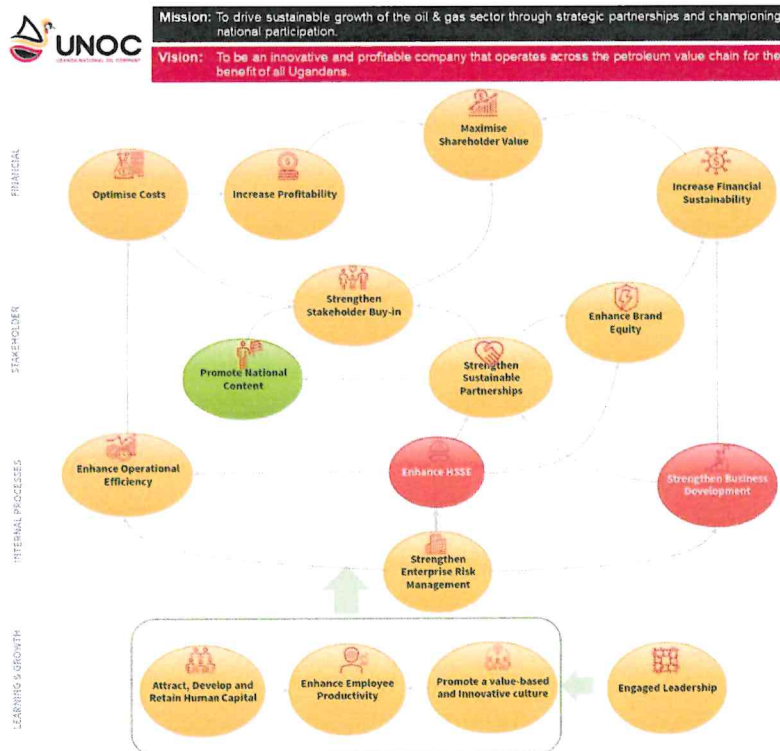 UNOC
UGANDA NATIONAL OIL COMPANY
Mission: To drive sustainable growth of the oil & gas sector through strategic partnerships and championing
national participation.
Vision: To be an innovative and profitable company that operates across the petroleum value chain for the
benefit of all Ugandans.
FINANCIAL
Maximise
Shareholder Value
Optimise Costs
Increase Profitability
Increase Financial
Sustainability
STAKEHOLDER
Strengthen
Stakeholder Buy-in
Enhance Brand
Equity
Promote National
Content
Strengthen
Sustainable
Partnerships
INTERNAL PROCESSES
Enhance Operational
Efficiency
Enhance HSSE
Strengthen Business
Development
Strengthen
Enterprise Risk
Management
LEARNING & GROWTH
Attract, Develop and
Retain Human Capital
Enhance Employee
Productivity
Promote a value-based
and Innovative culture
Engaged Leadership